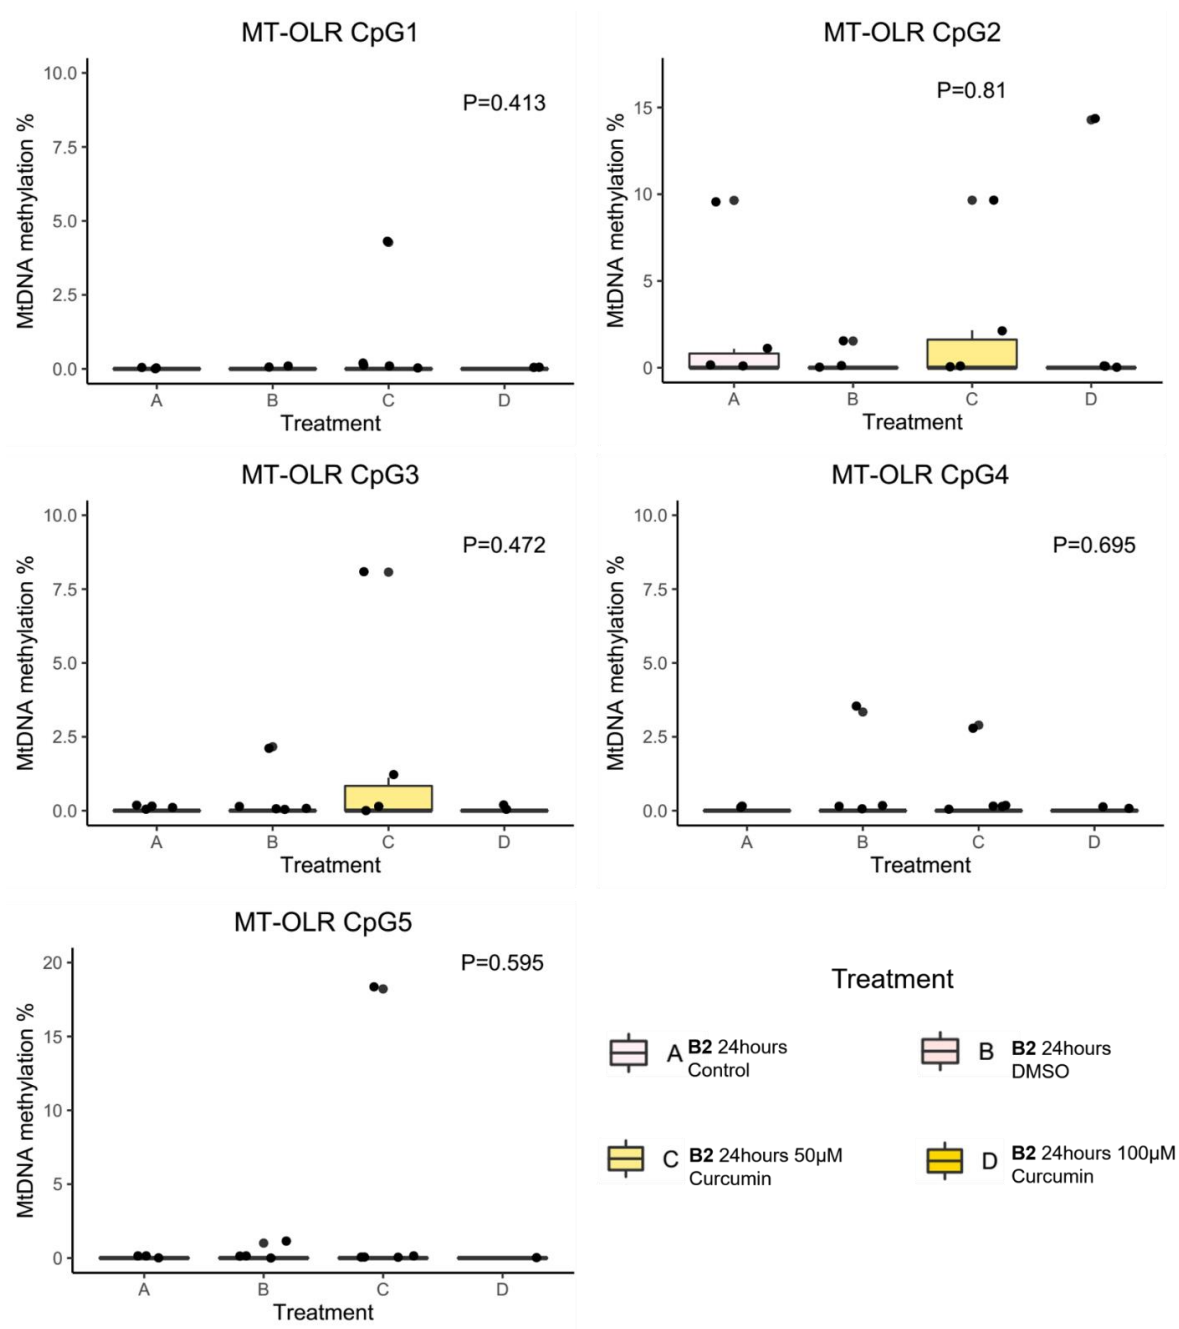 MT-OLR CpG1
MtDNA methylation %
10.0
7.5
5.0
2.5
0.0
P=0.413
A B C D
Treatment
MT-OLR CpG2
MtDNA methylation %
15
10
5
0
P=0.81
A B C D
Treatment
MT-OLR CpG3
MtDNA methylation %
10.0
7.5
5.0
2.5
0.0
P=0.472
A B C D
Treatment
MT-OLR CpG4
MtDNA methylation %
10.0
7.5
5.0
2.5
0.0
P=0.695
A B C D
Treatment
MT-OLR CpG5
MtDNA methylation %
20
15
10
5
0
P=0.595
A B C D
Treatment
Treatment
A B2 24hours
Control
B B2 24hours
DMSO
C B2 24hours 50µM
Curcumin
D B2 24hours 100µM
Curcumin